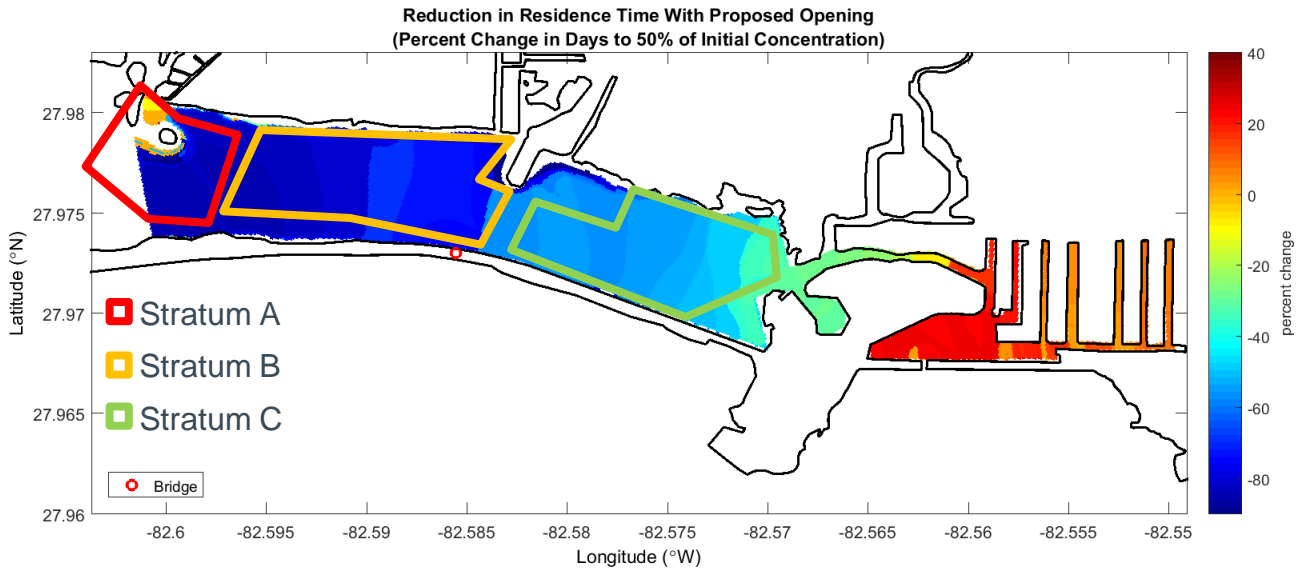 Reduction in Residence Time With Proposed Opening
(Percent Change in Days to 50% of Initial Concentration)
40
27.98
20
27.975
0
Latitude (°N)
27.97
-20
percent change
Stratum A
Stratum B
-40
27.965
Stratum C
-60
Bridge
-80
27.96
-82.6
-82.595
-82.59
-82.585
-82.58
-82.575
-82.57
-82.565
-82.56
-82.555
-82.55
Longitude (°W)